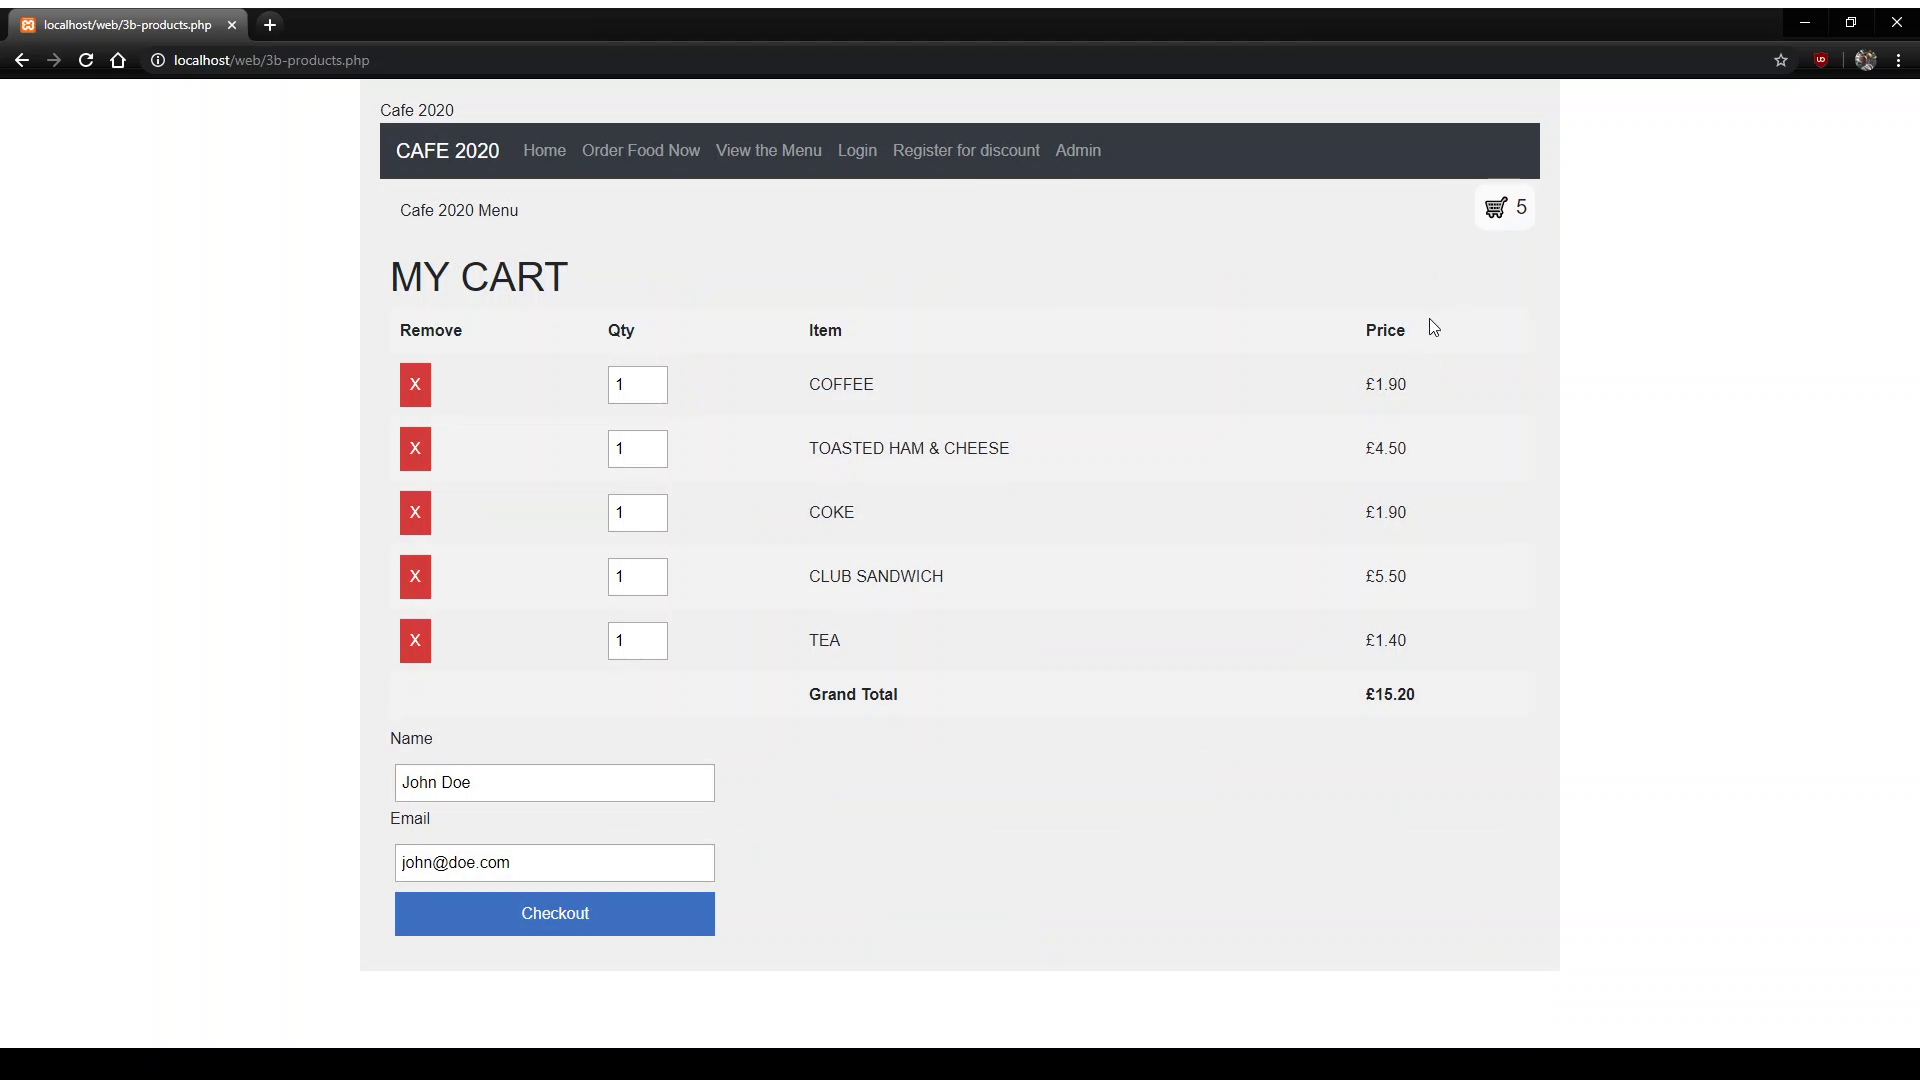 localhost/web/3b-products.php
localhost/web/3b-products.php
Cafe 2020
CAFE 2020 Home Order Food Now View the Menu Login Register for discount Admin
Cafe 2020 Menu 5
MY CART
Remove Qty Item Price
X 1 COFFEE £1.90
X 1 TOASTED HAM & CHEESE £4.50
X 1 COKE £1.90
X 1 CLUB SANDWICH £5.50
X 1 TEA £1.40
Grand Total £15.20
Name
John Doe
Email
john@doe.com
Checkout